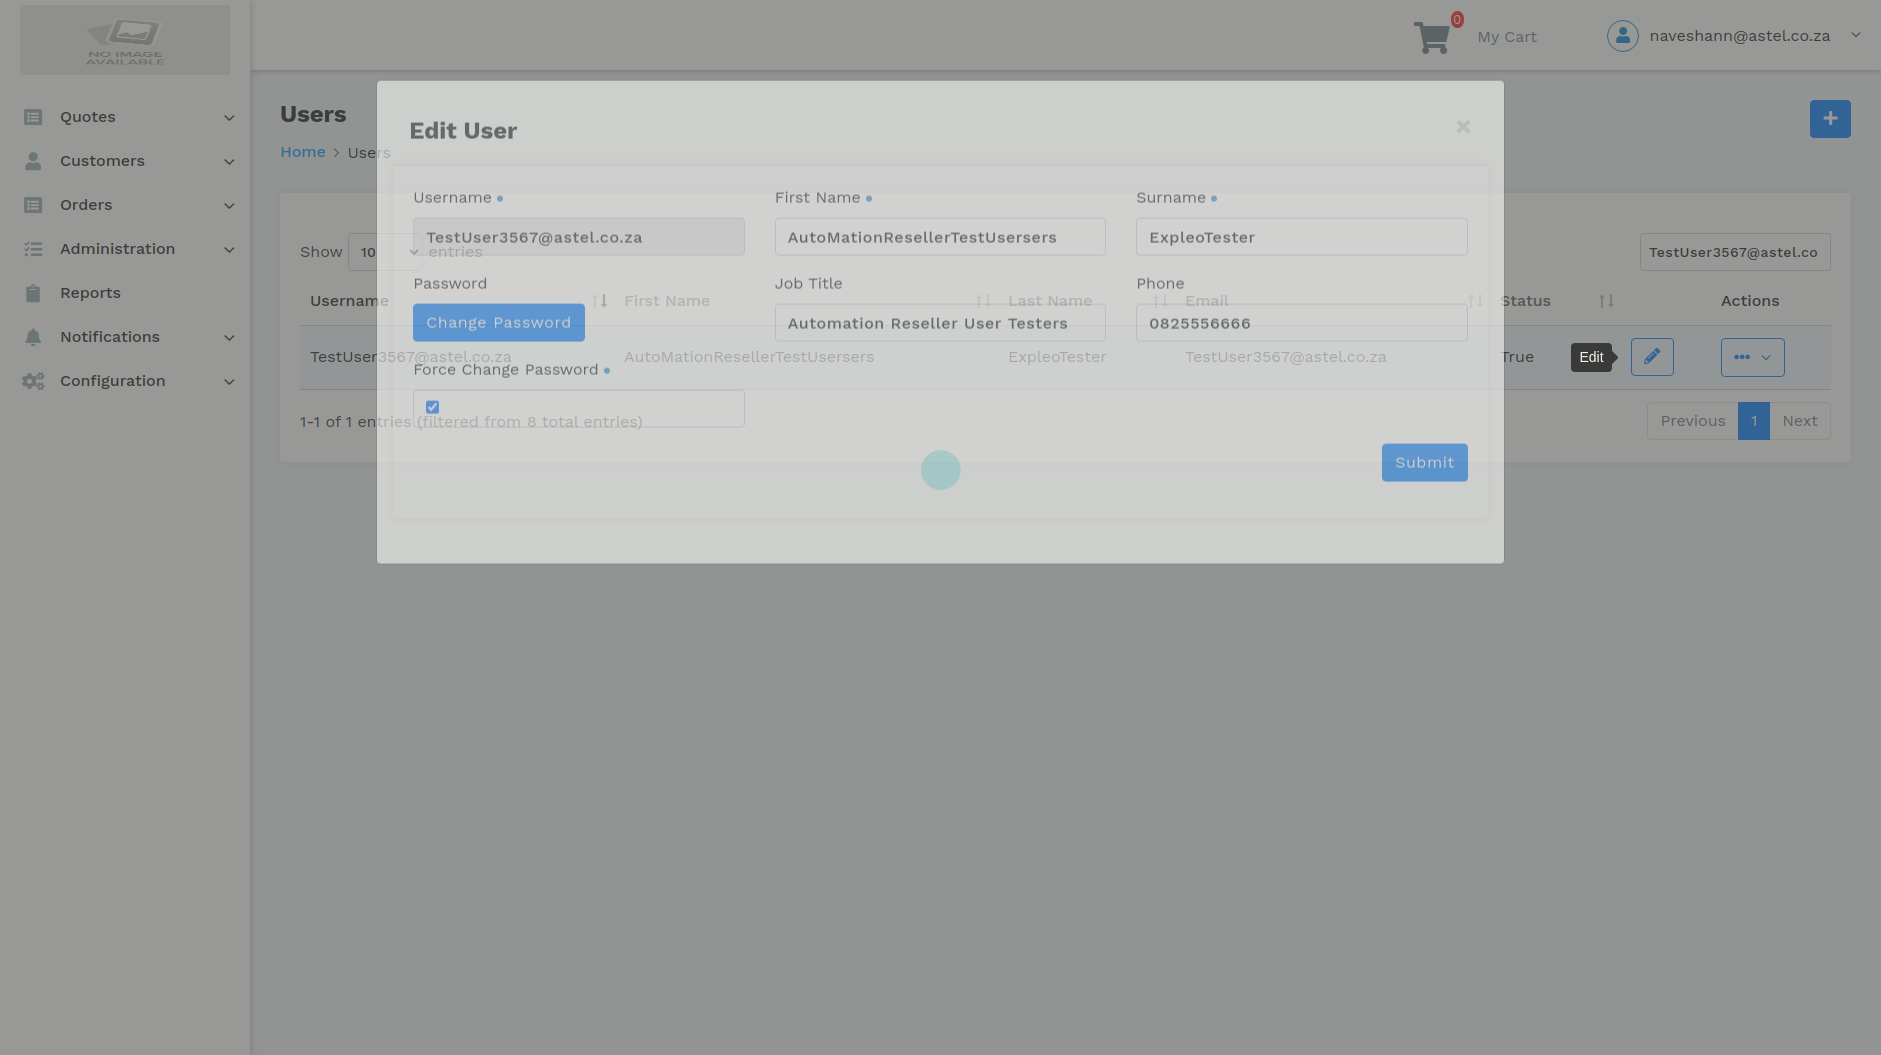 NO IMAGE
AVAILABLE
0
My Cart
naveshann@astel.co.za
Quotes
Customers
Orders
Administration
Reports
Notifications
Configuration
Users
Home > Users
Edit User
×
Username
First Name
Surname
TestUser3567@astel.co.za
AutoMationResellerTestUsersers
ExpleoTester
Password
Job Title
Phone
Change Password
Automation Reseller User Testers
0825556666
Force Change Password
Submit
Show 10 entries
TestUser3567@astel.co
Username
First Name
Last Name
Email
Status
Actions
TestUser3567@astel.co.za
AutoMationResellerTestUsersers
ExpleoTester
TestUser3567@astel.co.za
True
Edit
1-1 of 1 entries (filtered from 8 total entries)
Previous 1 Next